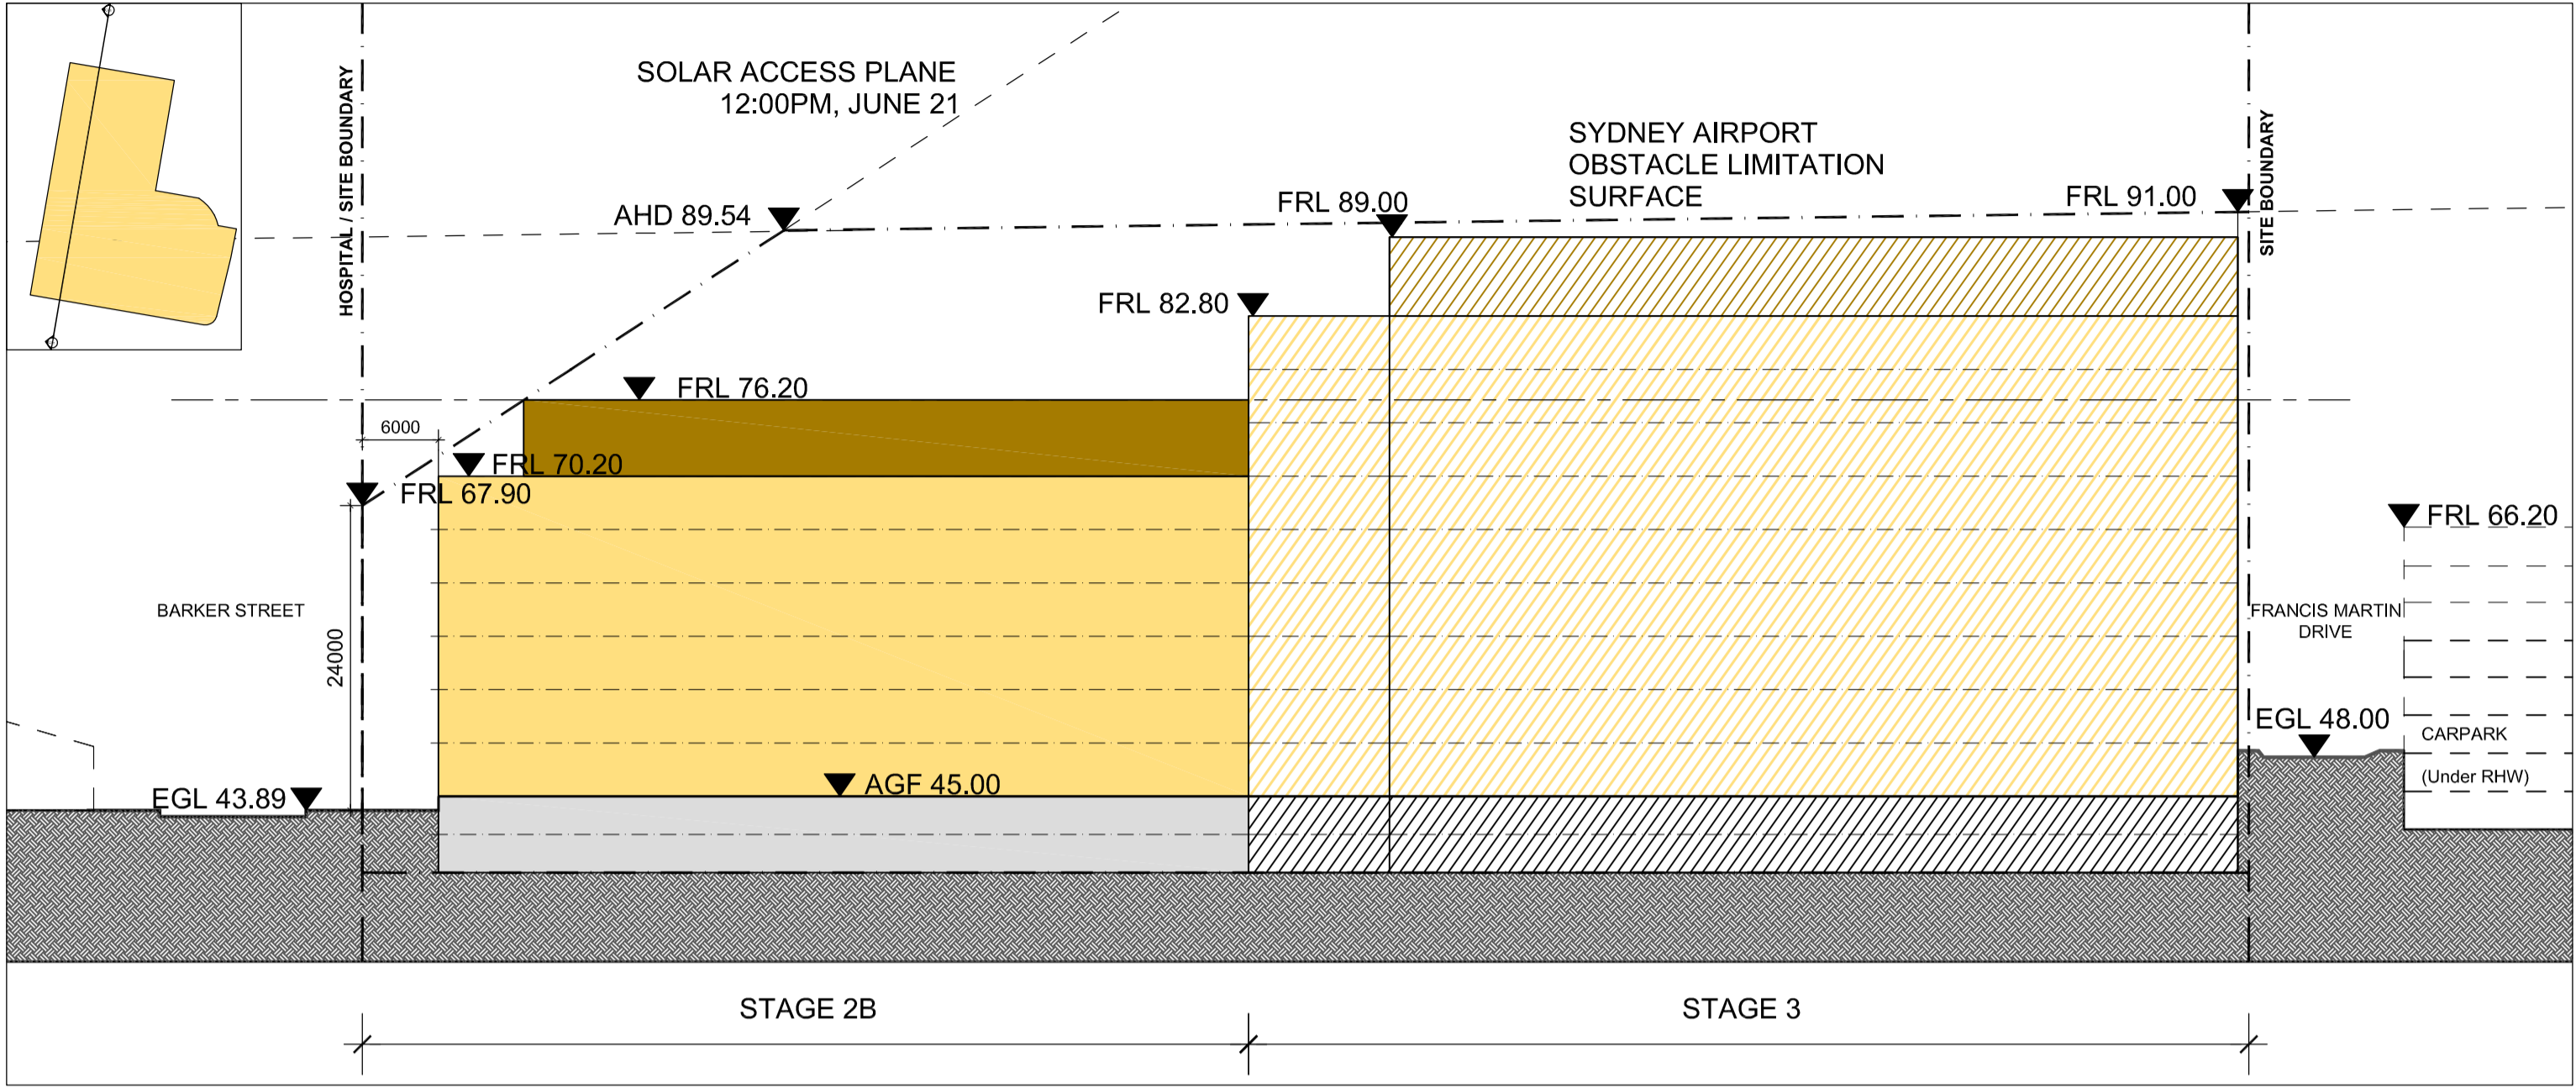 SOLAR ACCESS PLANE
12:00PM, JUNE 21
HOSPITAL / SITE BOUNDARY
SYDNEY AIRPORT
OBSTACLE LIMITATION
SURFACE
SITE BOUNDARY
AHD 89.54
FRL 89.00
FRL 91.00
FRL 82.80
FRL 76.20
6000
FRL 70.20
FRL 67.90
FRL 66.20
BARKER STREET
24000
FRANCIS MARTIN
DRIVE
EGL 48.00
CARPARK
(Under RHW)
EGL 43.89
AGF 45.00
STAGE 2B
STAGE 3